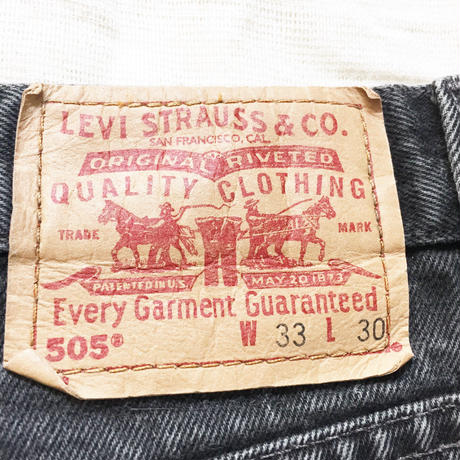 LEVI STRAUSS & CO.
SAN FRANCISCO, CAL.
ORIGINAL RIVETED
QUALITY CLOTHING
TRADE MARK
PATENTED IN U.S. MAY 20 1873
Every Garment Guaranteed
505® W 33 L 30